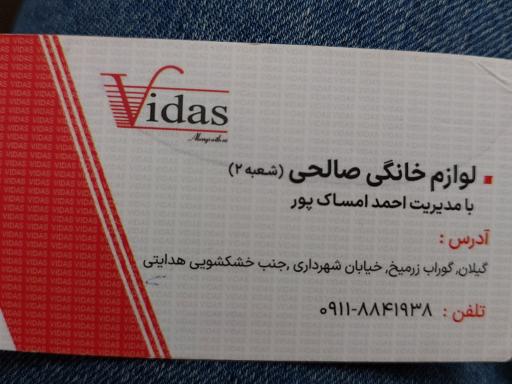 Vidas
لوازم خانگی صالحی (شعبه ۲)
با مدیریت احمد امساک پور
آدرس :
گیلان، گوراب زرمیخ، خیابان شهرداری ,جنب خشکشویی هدایتی
تلفن : ۰۹۱۱-۸۸۴۱۹۳۸